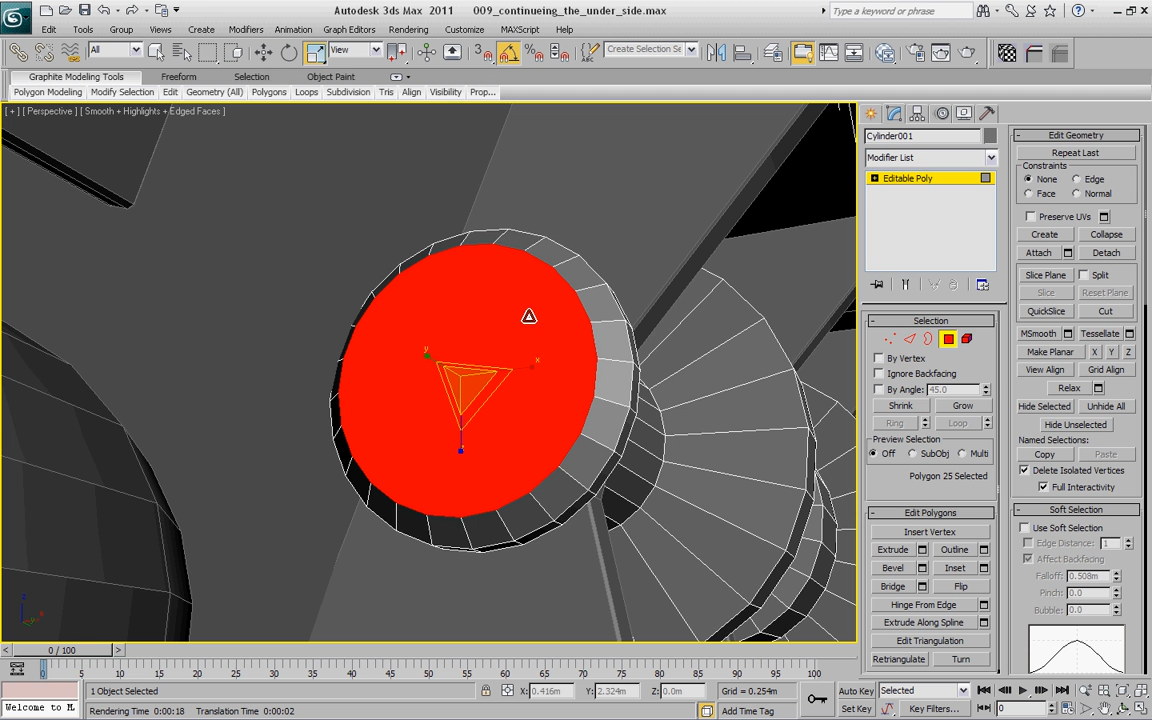 Autodesk 3ds Max 2011 009_continueing_the_under_side.max
Type a keyword or phrase
Edit Tools Group Views Create Modifiers Animation Graph Editors Rendering Customize MAXScript Help
All View 3 Create Selection Se
Graphite Modeling Tools Freeform Selection Object Paint
Polygon Modeling Modify Selection Edit Geometry (All) Polygons Loops Subdivision Tris Align Visibility Prop...
[ + ] [ Perspective ] [ Smooth + Highlights + Edged Faces ]
y
x
z
Cylinder001
Modifier List
Editable Poly
Selection
By Vertex
Ignore Backfacing
By Angle: 45.0
Shrink Grow
Ring Loop
Preview Selection
Off SubObj Multi
Polygon 25 Selected
Edit Polygons
Insert Vertex
Extrude Outline
Bevel Inset
Bridge Flip
Hinge From Edge
Extrude Along Spline
Edit Triangulation
Retriangulate Turn
Edit Geometry
Repeat Last
Constraints
None Edge
Face Normal
Preserve UVs
Create Collapse
Attach Detach
Slice Plane Split
Slice Reset Plane
QuickSlice Cut
MSmooth Tessellate
Make Planar X Y Z
View Align Grid Align
Relax
Hide Selected Unhide All
Hide Unselected
Named Selections:
Copy Paste
Delete Isolated Vertices
Full Interactivity
Soft Selection
Use Soft Selection
Edge Distance: 1
Affect Backfacing
Falloff: 0.508m
Pinch: 0.0
Bubble: 0.0
0 / 100
0 5 10 15 20 25 30 35 40 45 50 55 60 65 70 75 80 85 90 95 100
1 Object Selected X: 0.416m Y: 2.324m Z: 0.0m Grid = 0.254m Auto Key Selected
Welcome to M Rendering Time 0:00:18 Translation Time 0:00:02 Add Time Tag Set Key Key Filters... 0